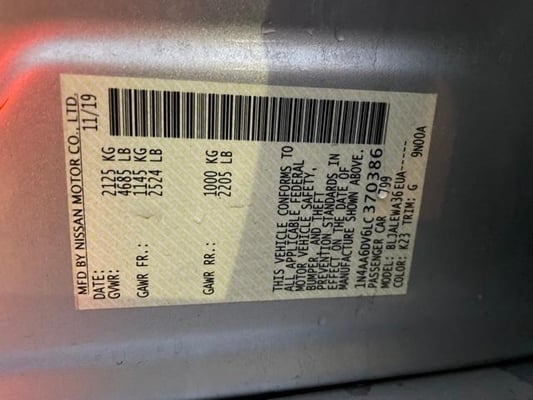 MFD BY NISSAN MOTOR CO., LTD.
DATE: 11/19
GVWR: 2125 KG
4685 LB
GAWR FR.: 1145 KG
2524 LB
GAWR RR.: 1000 KG
2205 LB
THIS VEHICLE CONFORMS TO
ALL APPLICABLE FEDERAL
MOTOR VEHICLE SAFETY,
BUMPER, AND THEFT
PREVENTION STANDARDS IN
EFFECT ON THE DATE OF
MANUFACTURE SHOWN ABOVE.
1N4AA6DV6LC370386
PASSENGER CAR 799
MODEL: BLJALEWA36EUA-----
COLOR: K23 TRIM: G 9N00A